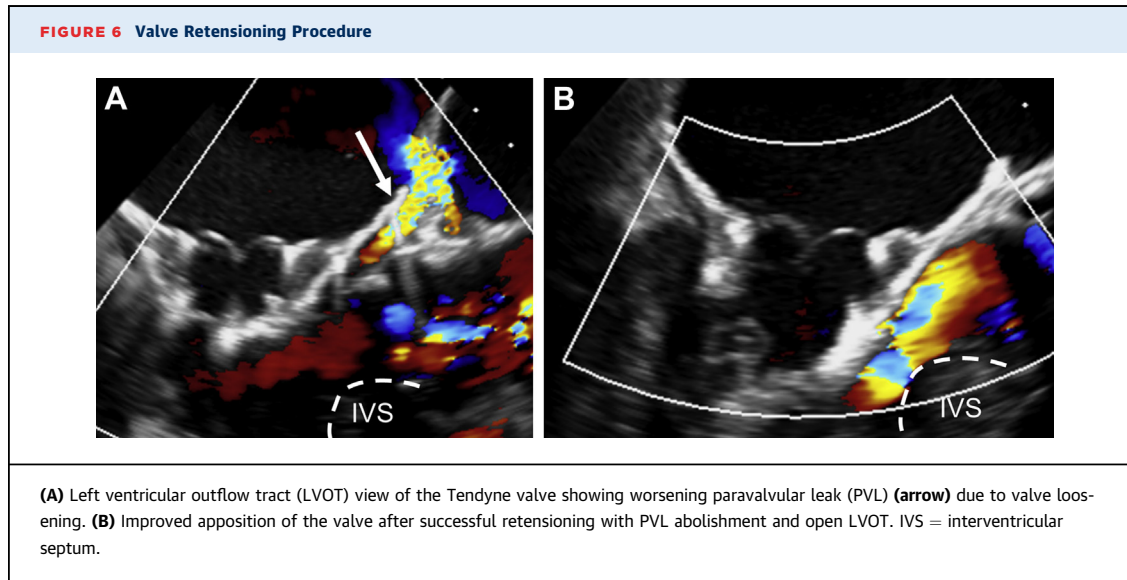 FIGURE 6 Valve Retensioning Procedure
A
B
IVS
IVS
(A) Left ventricular outflow tract (LVOT) view of the Tendyne valve showing worsening paravalvular leak (PVL) (arrow) due to valve loos-
ening. (B) Improved apposition of the valve after successful retensioning with PVL abolishment and open LVOT. IVS = interventricular
septum.